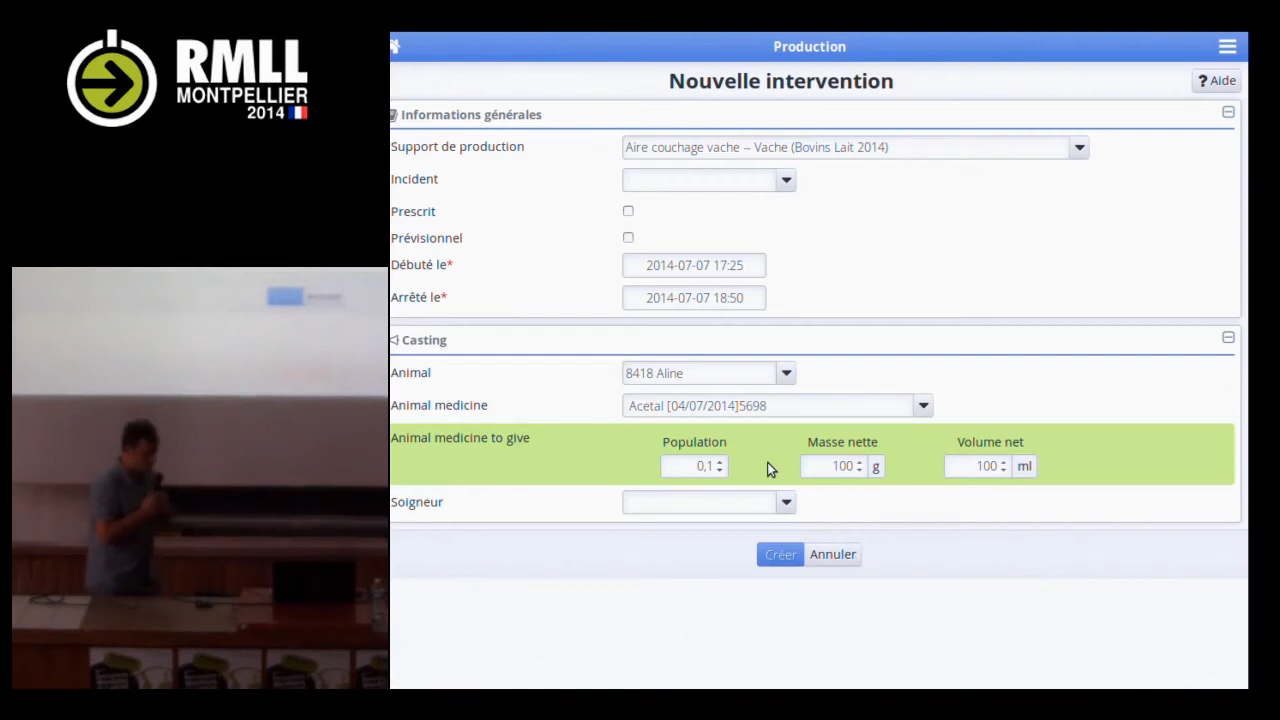 RMLL
MONTPELLIER
2014
Production
Nouvelle intervention
? Aide
Informations générales
Support de production
Aire couchage vache – Vache (Bovins Lait 2014)
Incident
Prescrit
Prévisionnel
Débuté le*
2014-07-07 17:25
Arrêté le*
2014-07-07 18:50
Casting
Animal
8418 Aline
Animal medicine
Acetal [04/07/2014]5698
Animal medicine to give
Population
Masse nette
Volume net
0,1
100 g
100 ml
Soigneur
Créer
Annuler